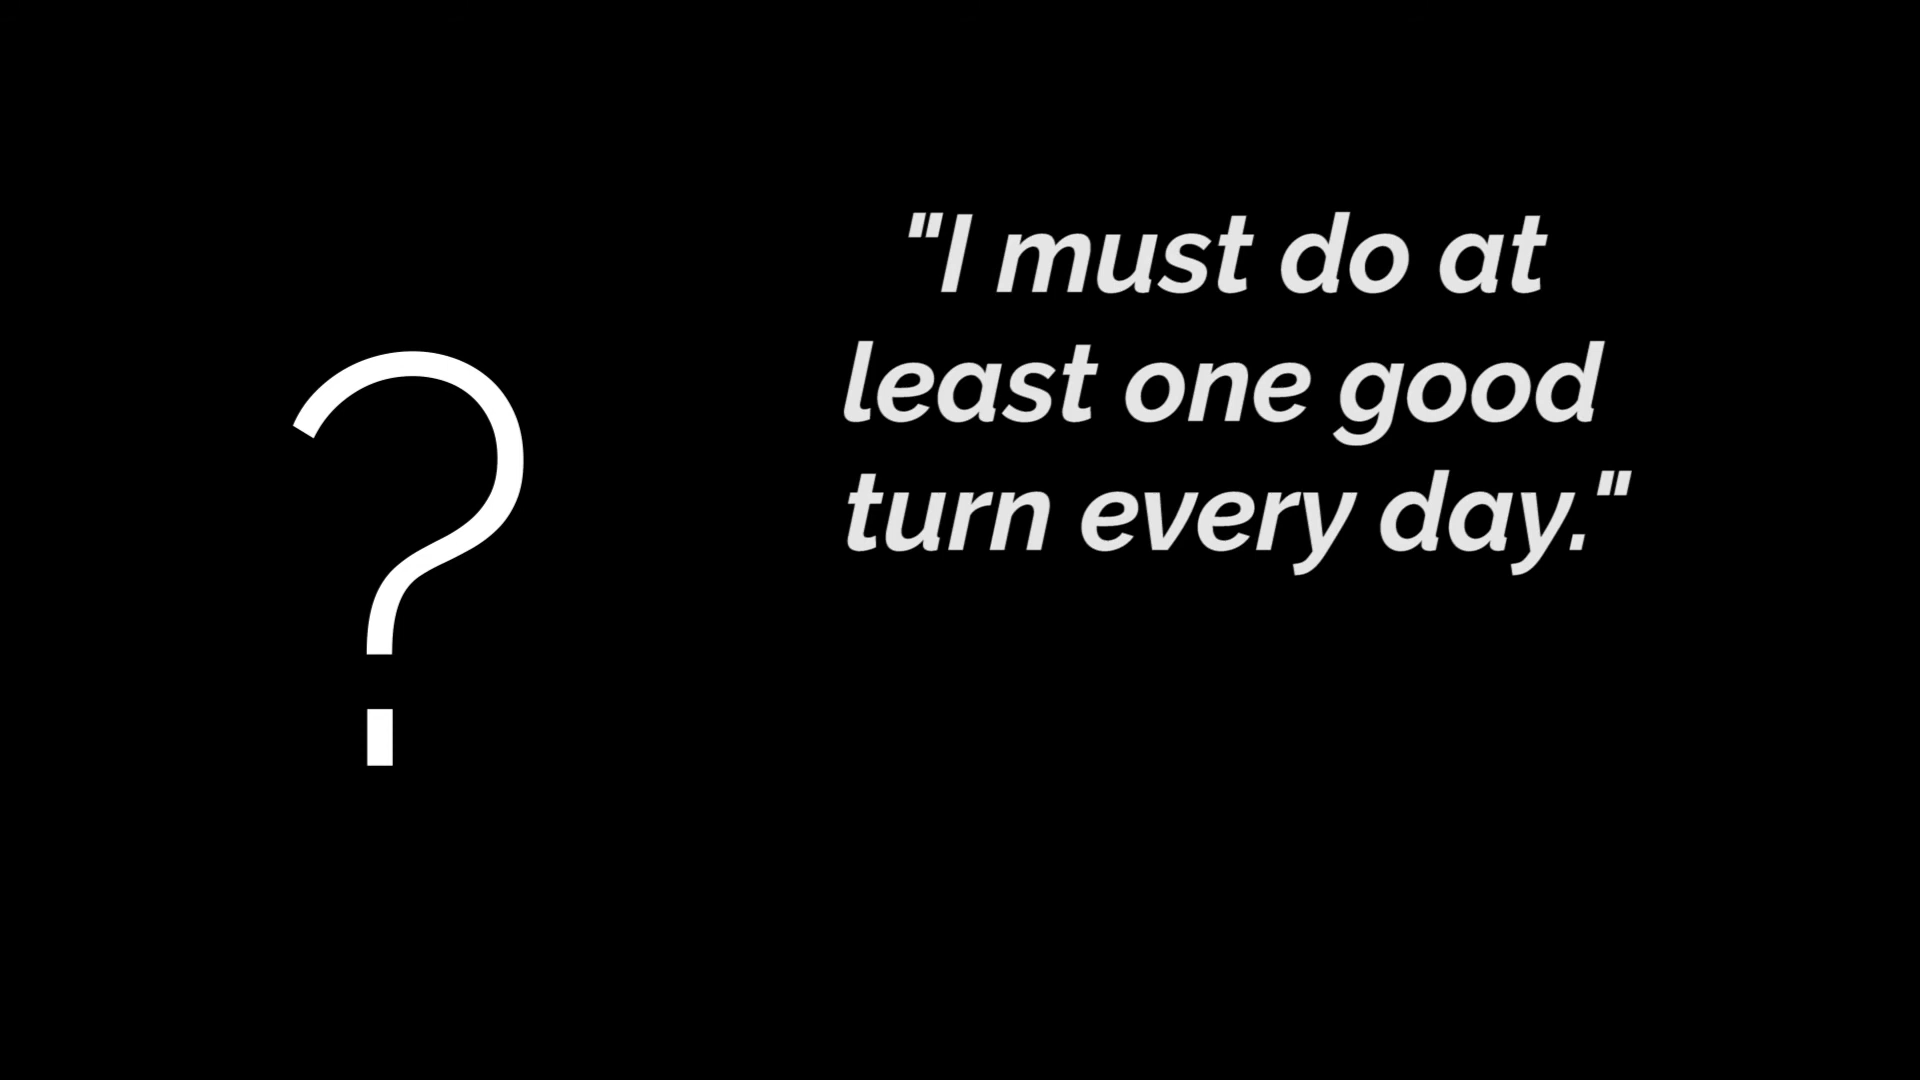 ?
"I must do at
least one good
turn every day."